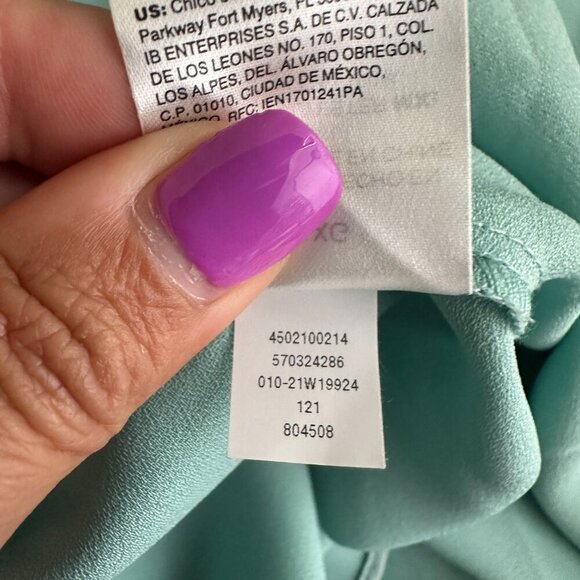 US: Chico
Parkway Fort Myers, FL
IB ENTERPRISES S.A. DE C.V. CALZADA
DE LOS LEONES NO. 170, PISO 1, COL.
LOS ALPES, DEL. ÁLVARO OBREGÓN,
C.P. 01010, CIUDAD DE MÉXICO,
MÉXICO. RFC: IEN1701241PA
4502100214
570324286
010-21W19924
121
804508